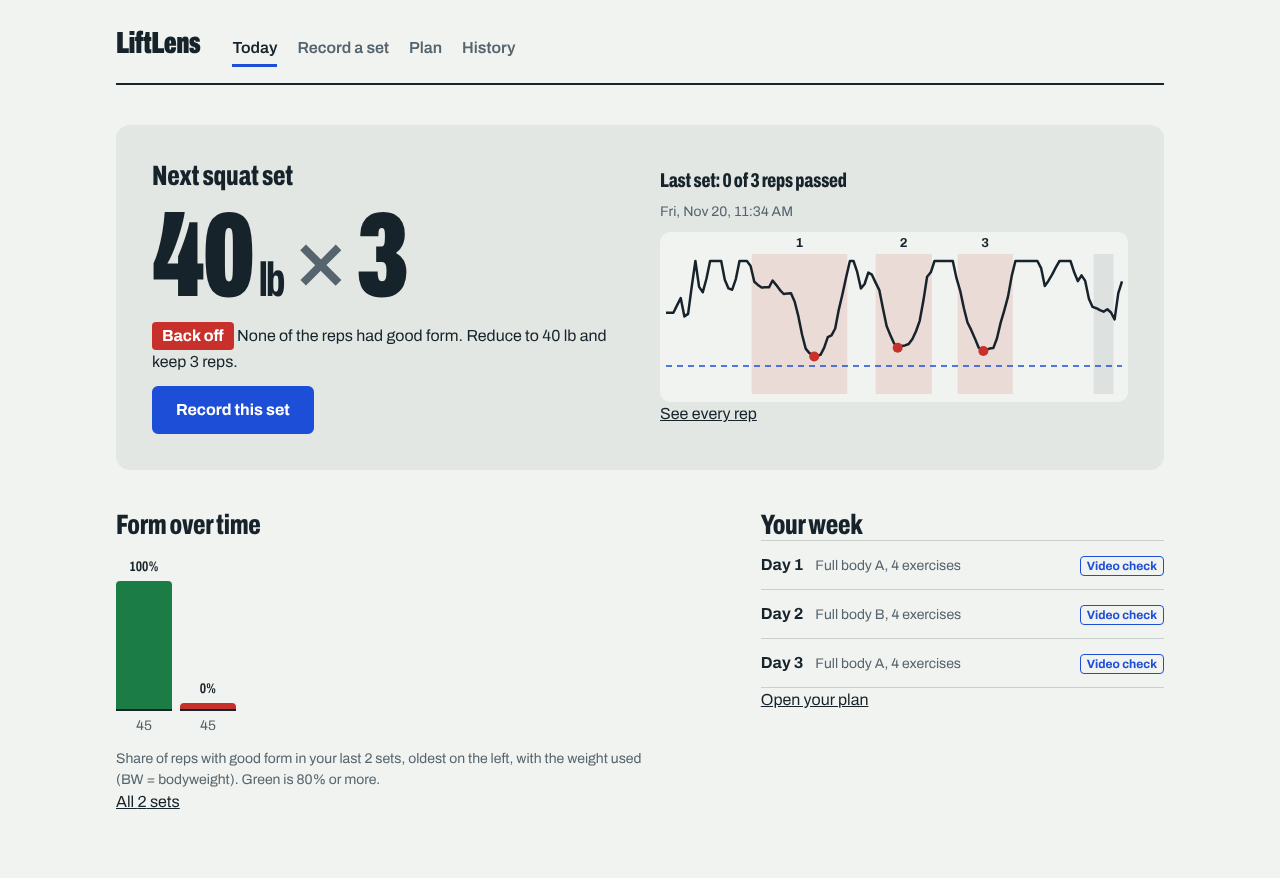 LiftLens
Today
Record a set
Plan
History
Next squat set
40 lb × 3
Back off None of the reps had good form. Reduce to 40 lb and
keep 3 reps.
Record this set
Last set: 0 of 3 reps passed
Fri, Nov 20, 11:34 AM
1 2 3
See every rep
Form over time
100%
0%
45 45
Share of reps with good form in your last 2 sets, oldest on the left, with the weight used
(BW = bodyweight). Green is 80% or more.
All 2 sets
Your week
Day 1 Full body A, 4 exercises Video check
Day 2 Full body B, 4 exercises Video check
Day 3 Full body A, 4 exercises Video check
Open your plan